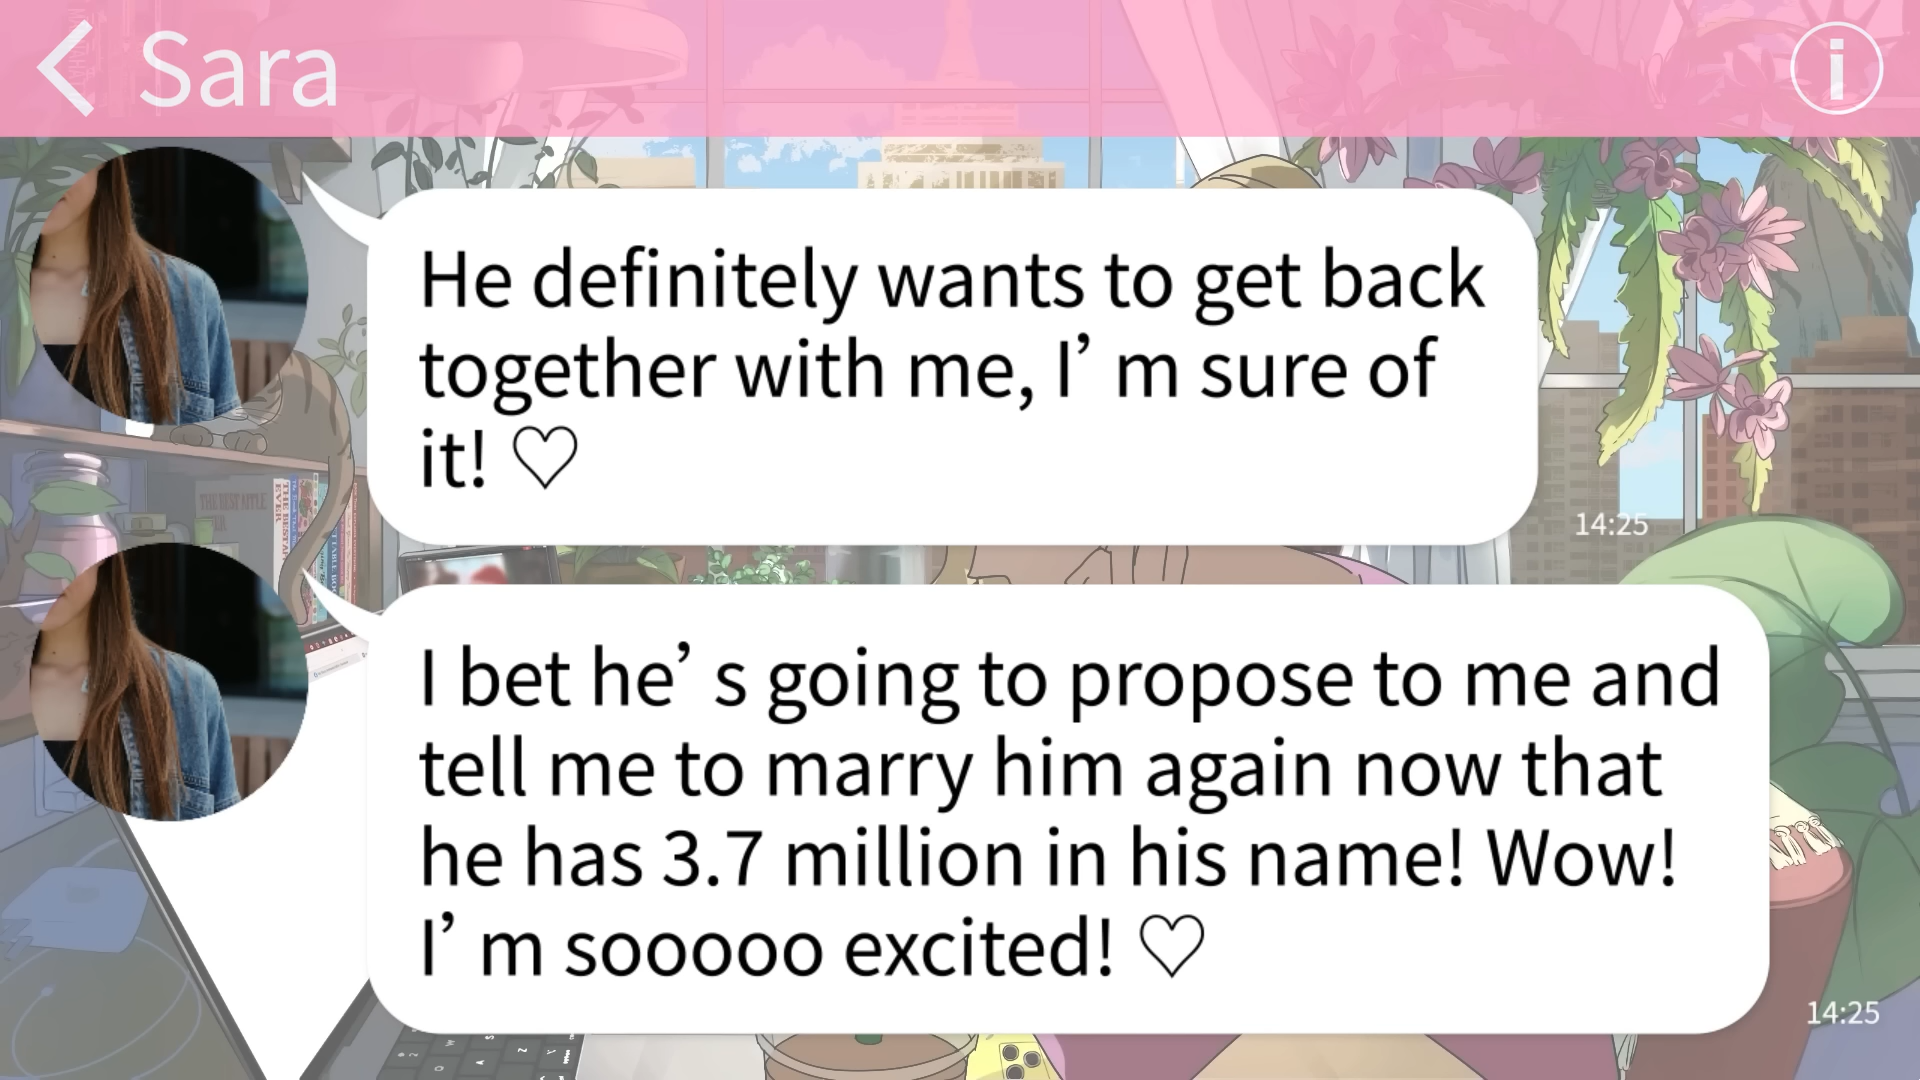 Sara
He definitely wants to get back
together with me, I’m sure of
it! ♡
14:25
I bet he’s going to propose to me and
tell me to marry him again now that
he has 3.7 million in his name! Wow!
I’m sooooo excited! ♡
14:25